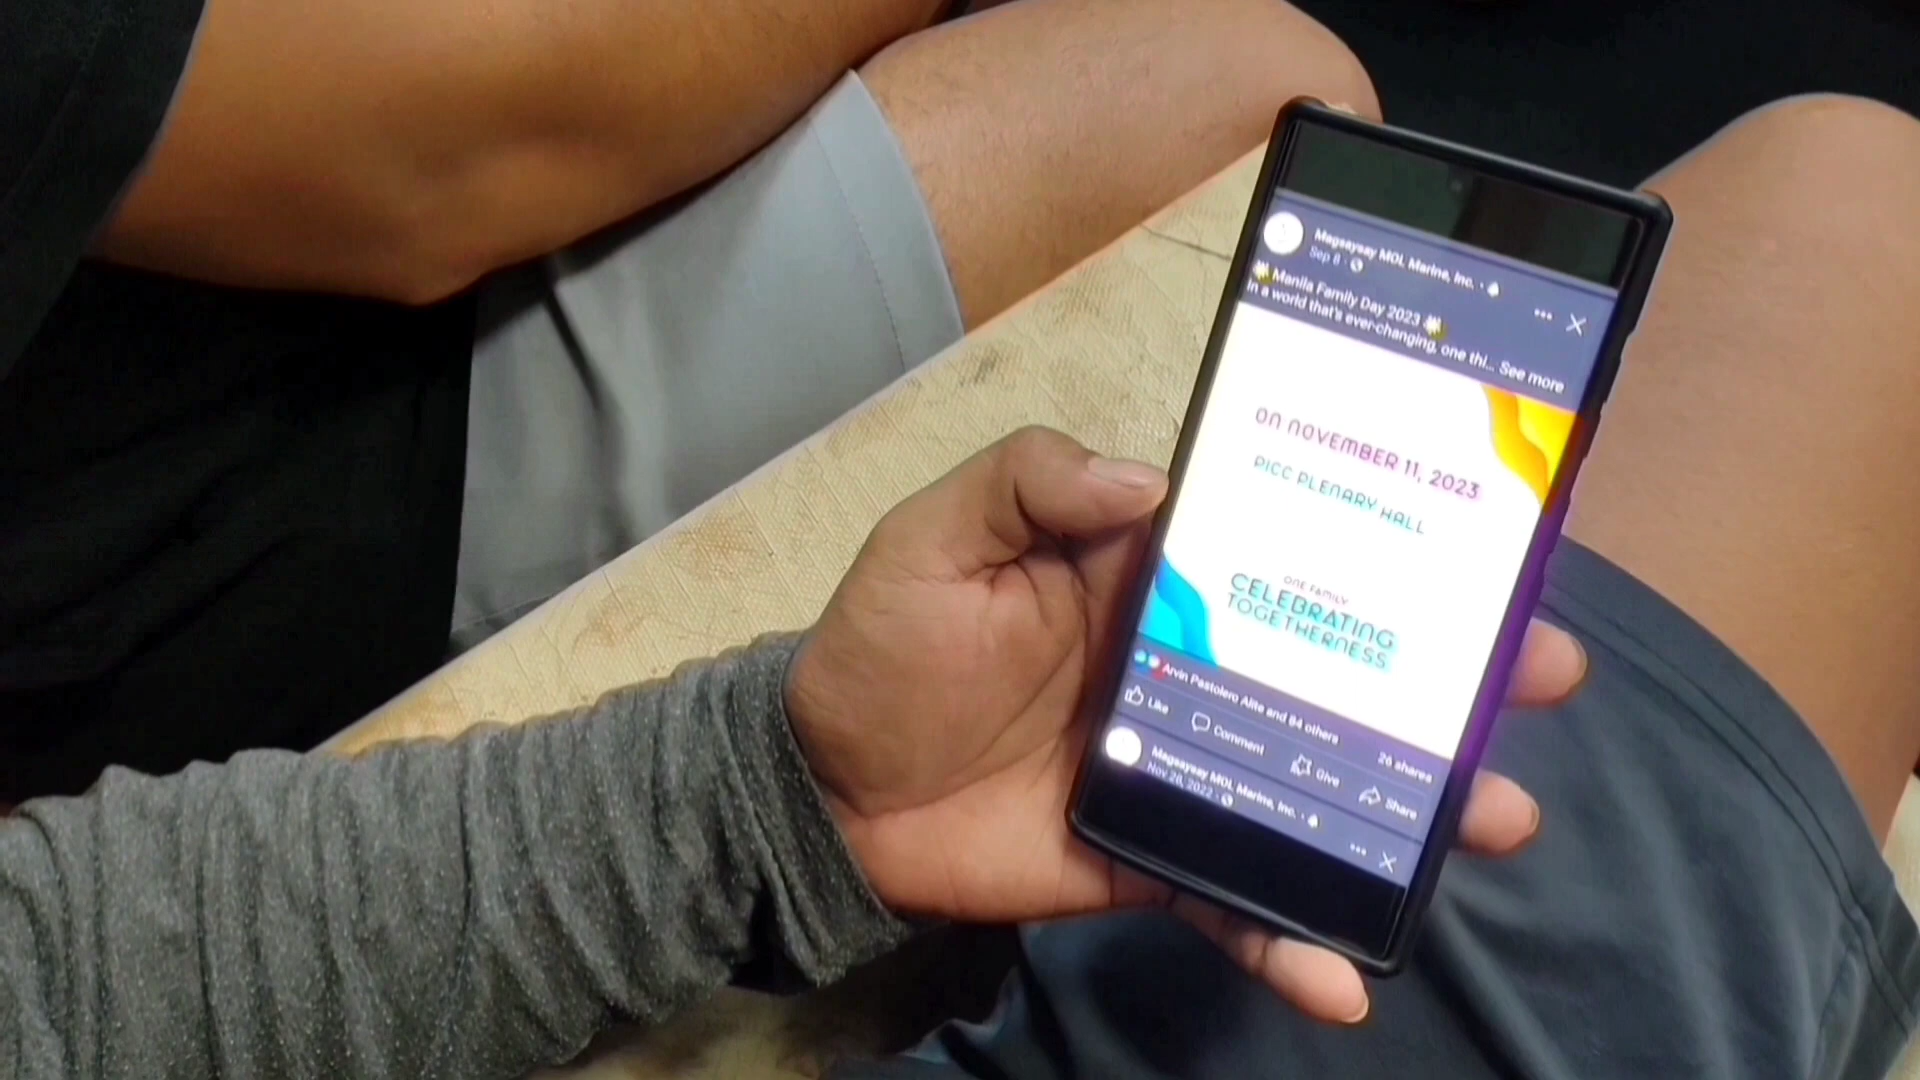 Magsaysay MOL Marine, Inc.
Sep 6
Manila Family Day 2023
In a world that's ever-changing, one thi... See more
ON NOVEMBER 11, 2023
PICC PLENARY HALL
ONE FAMILY
CELEBRATING
TOGETHERNESS
Arvin Pastolero Alite and 84 others
26 shares
Like
Comment
Give
Share
Magsaysay MOL Marine, Inc.
Nov 28, 2022